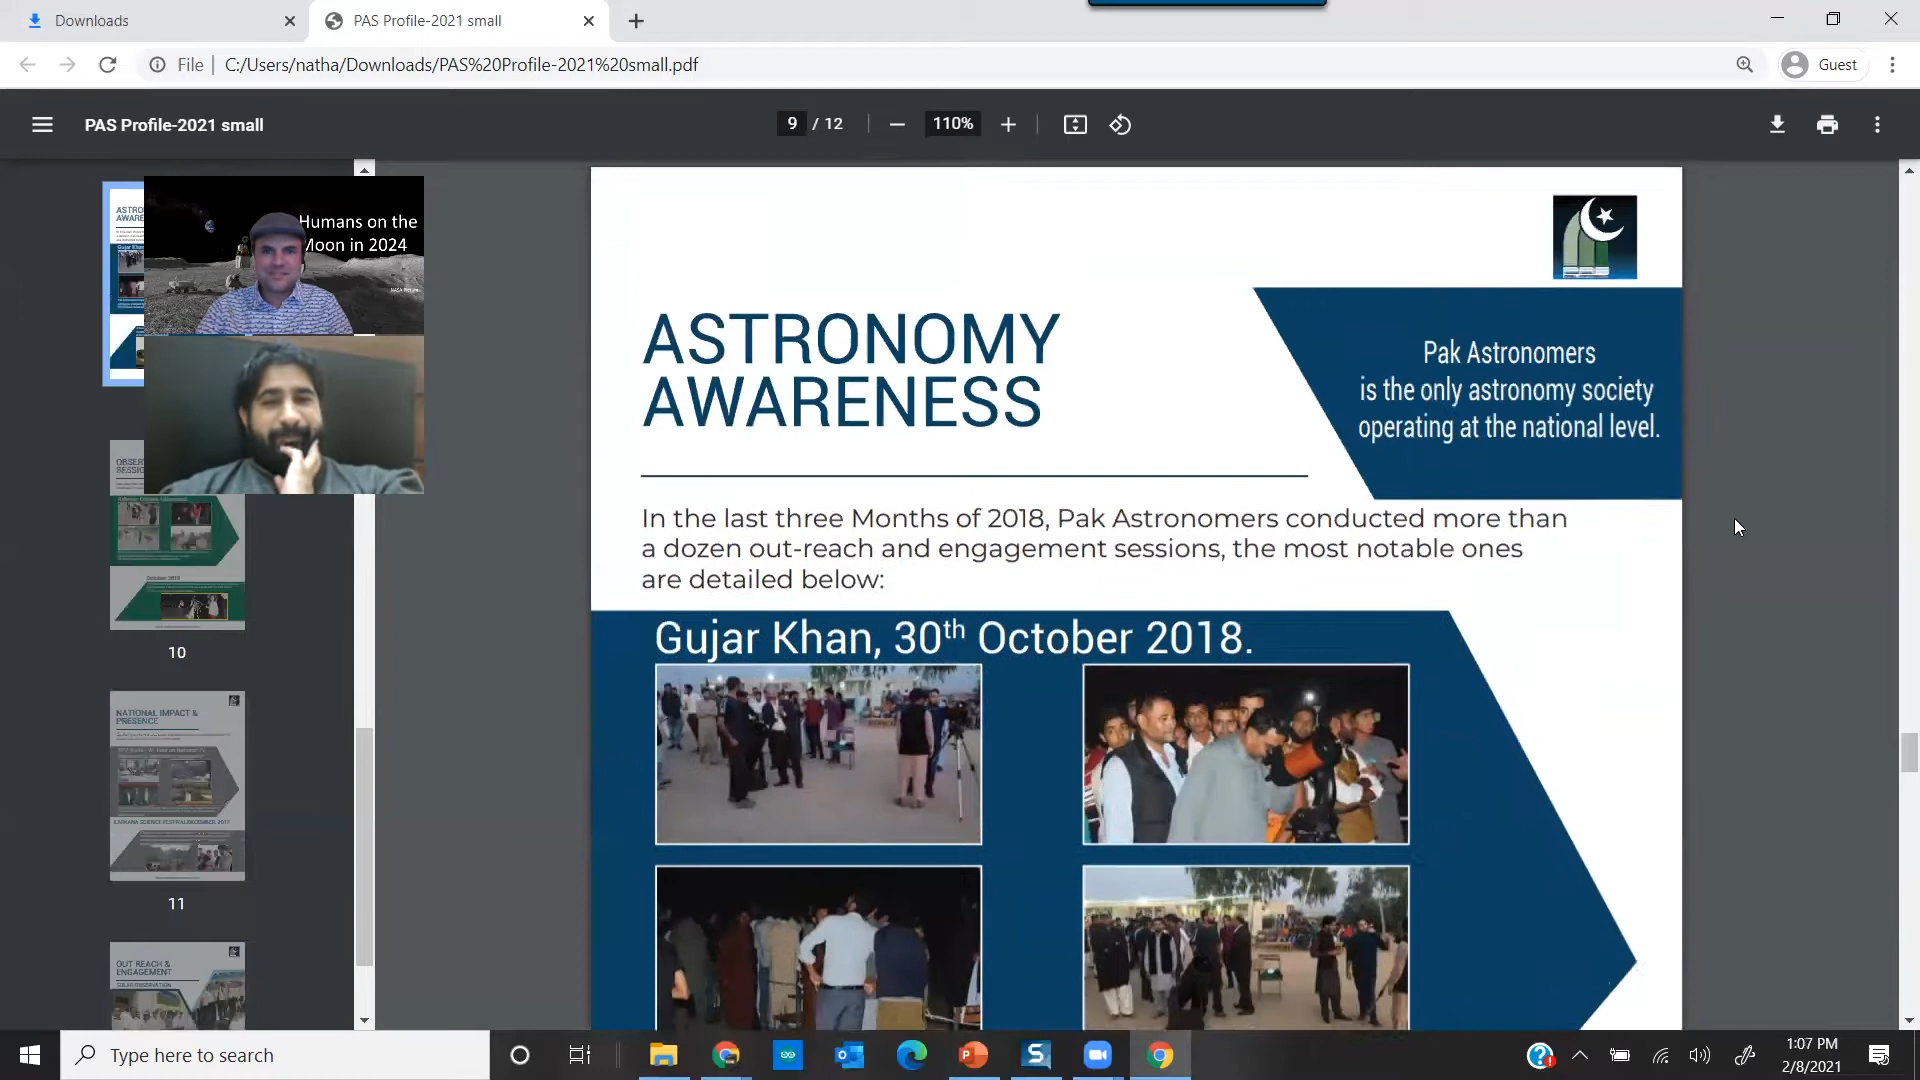 Downloads
PAS Profile-2021 small
File
C:/Users/natha/Downloads/PAS%20Profile-2021%20small.pdf
Guest
PAS Profile-2021 small
9 / 12
110%
Humans on the
Moon in 2024
ASTRONOMY
AWARENESS
Pak Astronomers
is the only astronomy society
operating at the national level.
In the last three Months of 2018, Pak Astronomers conducted more than
a dozen out-reach and engagement sessions, the most notable ones
are detailed below:
Gujar Khan, 30th October 2018.
10
NATIONAL IMPACT &
PRESENCE
11
OUT REACH &
ENGAGEMENT
SOLAR OBSERVATION
Type here to search
1:07 PM
2/8/2021